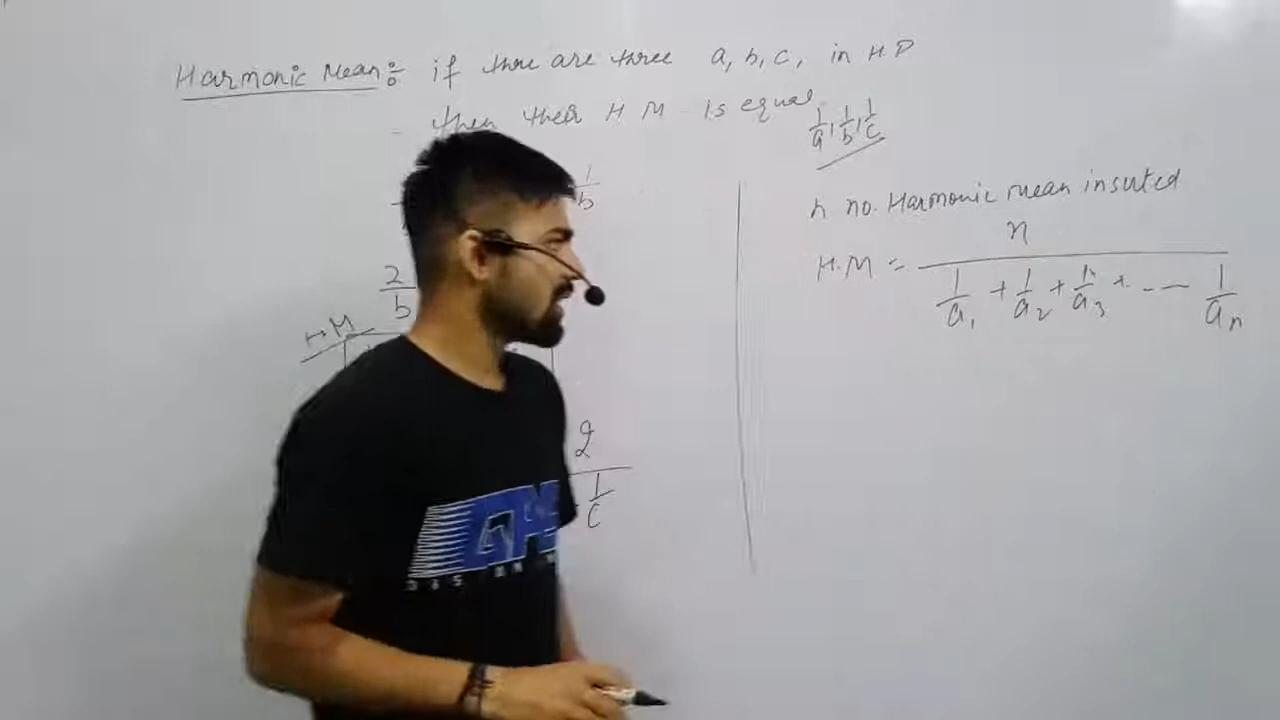 Harmonic Mean: if there are three a, b, c, in H P
then their H M is equal
1/a, 1/b, 1/c
1/b
2/b
H M
2
1/c
n no. Harmonic mean inserted
H.M = n / (1/a₁ + 1/a₂ + 1/a₃ + - - - 1/aₙ)